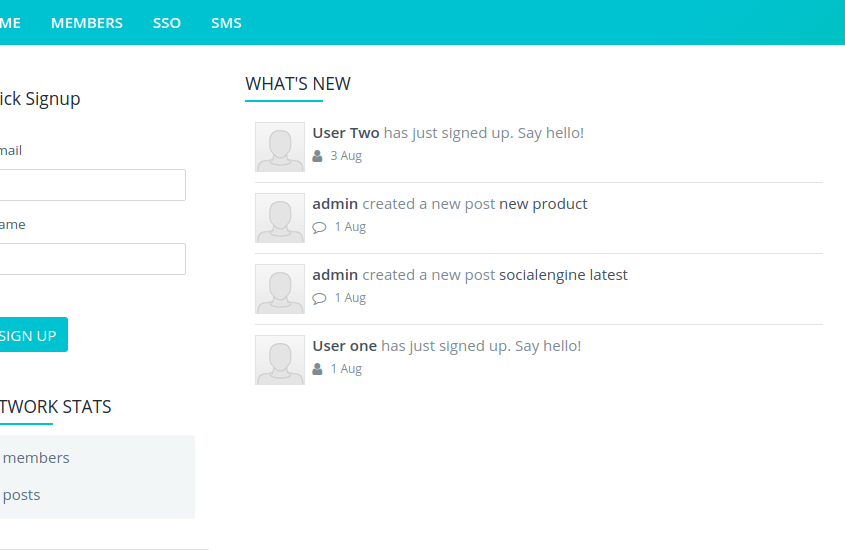 ME MEMBERS SSO SMS
ick Signup
mail
ame
SIGN UP
TWORK STATS
members
posts
WHAT'S NEW
User Two has just signed up. Say hello!
3 Aug
admin created a new post new product
1 Aug
admin created a new post socialengine latest
1 Aug
User one has just signed up. Say hello!
1 Aug